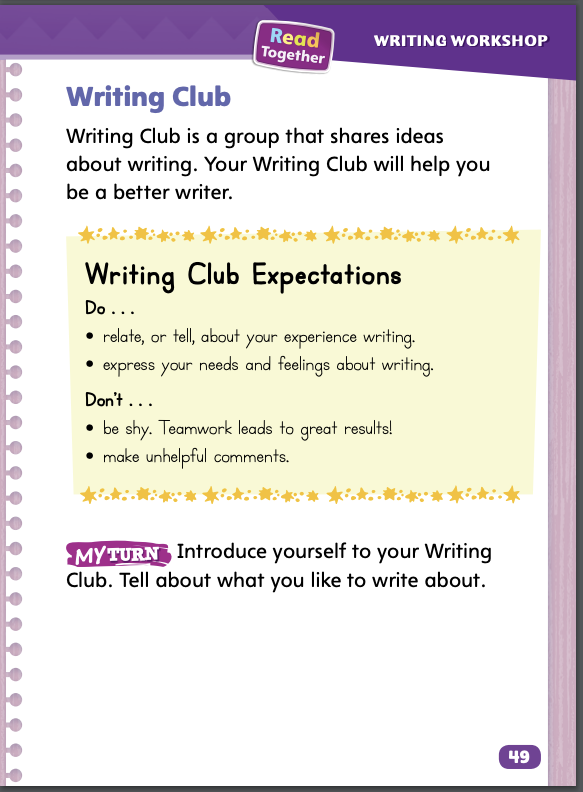 Read
Together
WRITING WORKSHOP
Writing Club
Writing Club is a group that shares ideas
about writing. Your Writing Club will help you
be a better writer.
Writing Club Expectations
Do . . .
• relate, or tell, about your experience writing.
• express your needs and feelings about writing.
Don't . . .
• be shy. Teamwork leads to great results!
• make unhelpful comments.
MY TURN Introduce yourself to your Writing
Club. Tell about what you like to write about.
49